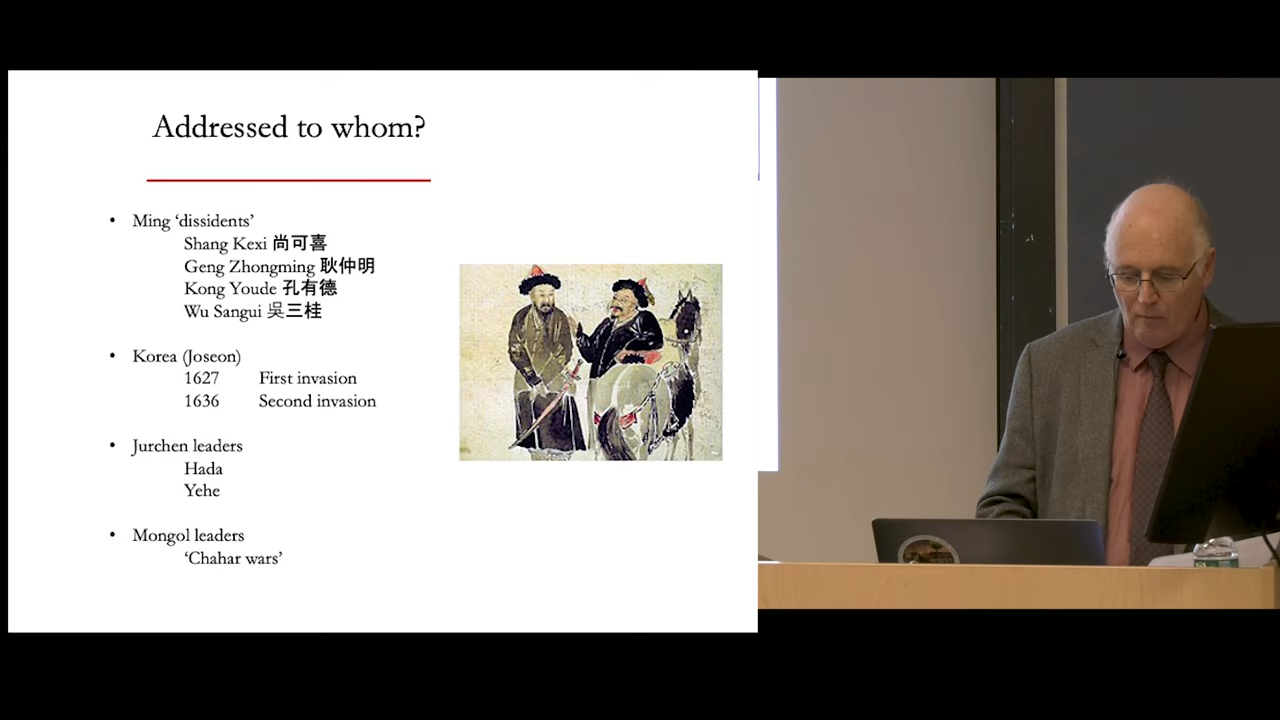 Addressed to whom?
• Ming ‘dissidents’
Shang Kexi 尚可喜
Geng Zhongming 耿仲明
Kong Youde 孔有德
Wu Sangui 吳三桂
• Korea (Joseon)
1627 First invasion
1636 Second invasion
• Jurchen leaders
Hada
Yehe
• Mongol leaders
‘Chahar wars’